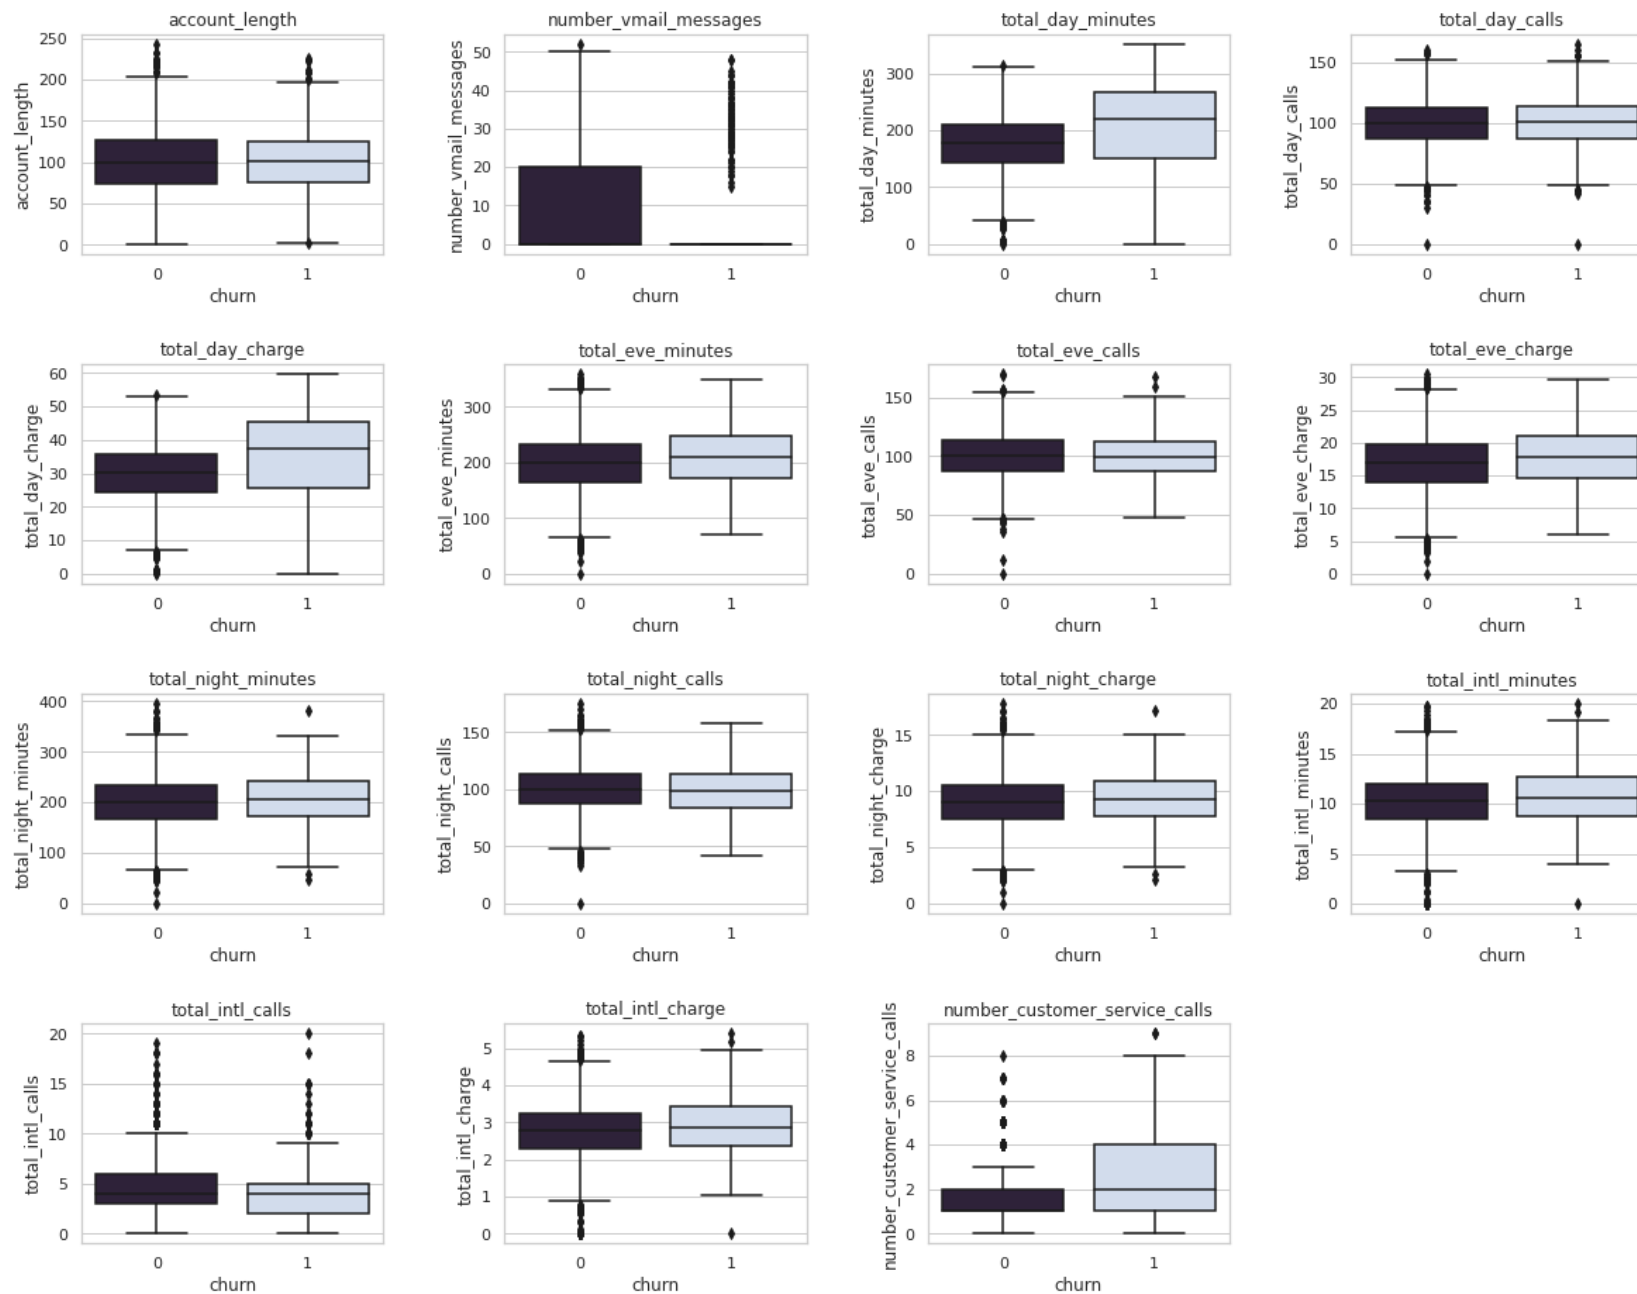 account_length
account_length
250
200
150
100
50
0
0 1
churn
number_vmail_messages
number_vmail_messages
50
40
30
20
10
0
0 1
churn
total_day_minutes
total_day_minutes
300
200
100
0
0 1
churn
total_day_calls
total_day_calls
150
100
50
0
0 1
churn
total_day_charge
total_day_charge
60
50
40
30
20
10
0
0 1
churn
total_eve_minutes
total_eve_minutes
300
200
100
0
0 1
churn
total_eve_calls
total_eve_calls
150
100
50
0
0 1
churn
total_eve_charge
total_eve_charge
30
25
20
15
10
5
0
0 1
churn
total_night_minutes
total_night_minutes
400
300
200
100
0
0 1
churn
total_night_calls
total_night_calls
150
100
50
0
0 1
churn
total_night_charge
total_night_charge
15
10
5
0
0 1
churn
total_intl_minutes
total_intl_minutes
20
15
10
5
0
0 1
churn
total_intl_calls
total_intl_calls
20
15
10
5
0
0 1
churn
total_intl_charge
total_intl_charge
5
4
3
2
1
0
0 1
churn
number_customer_service_calls
number_customer_service_calls
8
6
4
2
0
0 1
churn